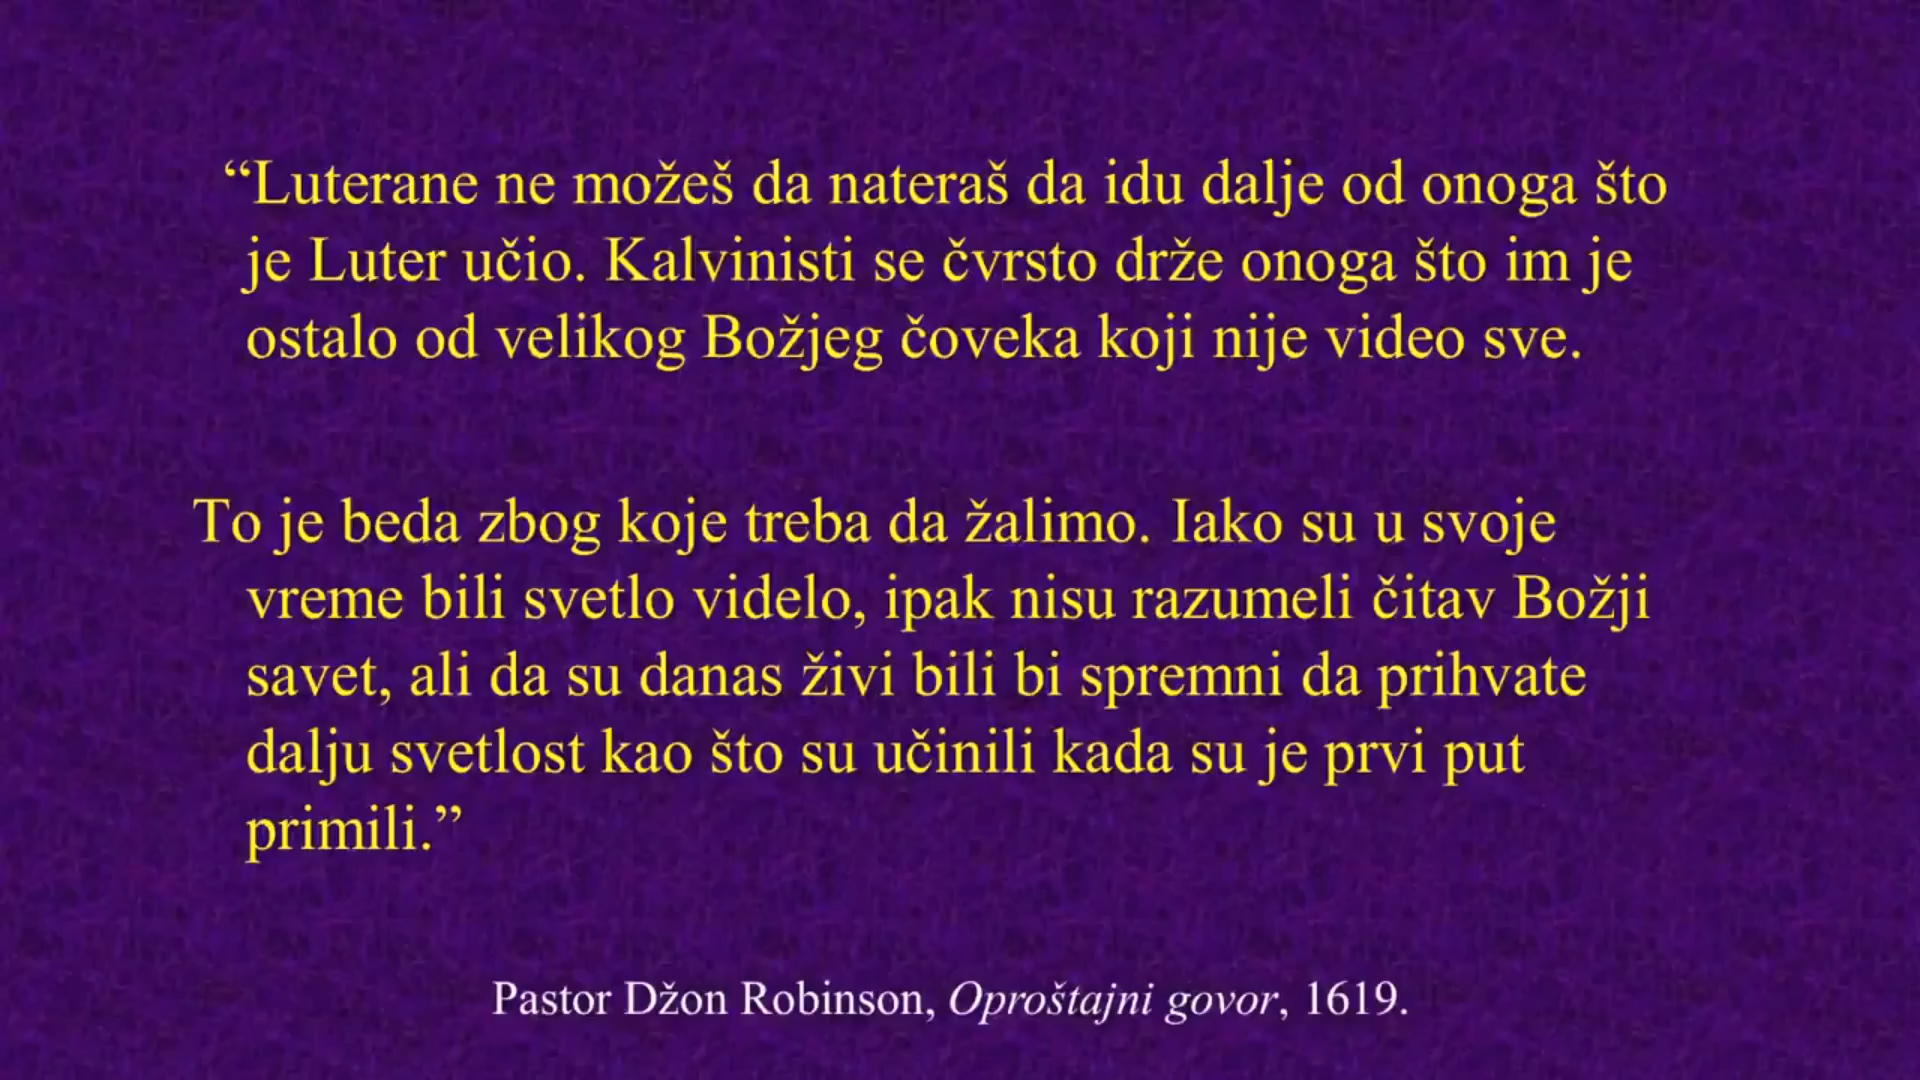 “Luterane ne možeš da nateraš da idu dalje od onoga što
je Luter učio. Kalvinisti se čvrsto drže onoga što im je
ostalo od velikog Božjeg čoveka koji nije video sve.
To je beda zbog koje treba da žalimo. Iako su u svoje
vreme bili svetlo videlo, ipak nisu razumeli čitav Božji
savet, ali da su danas živi bili bi spremni da prihvate
dalju svetlost kao što su učinili kada su je prvi put
primili.”
Pastor Džon Robinson, Oproštajni govor, 1619.